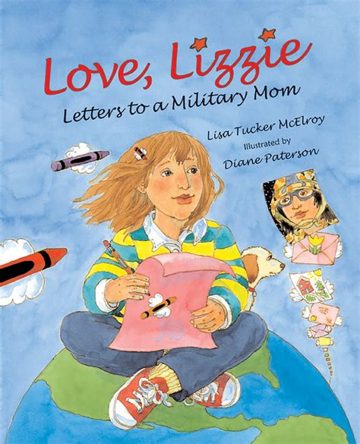 Love, Lizzie
Letters to a Military Mom
Lisa Tucker McElroy
Illustrated by
Diane Paterson